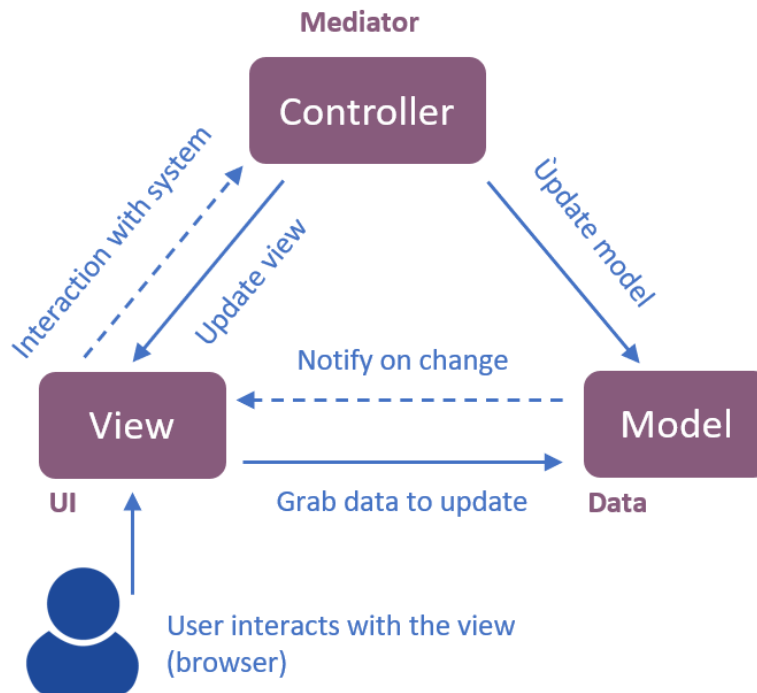 Mediator
Controller
Interaction with system
Update view
Ùpdate model
Notify on change
View
Model
UI
Grab data to update
Data
User interacts with the view
(browser)